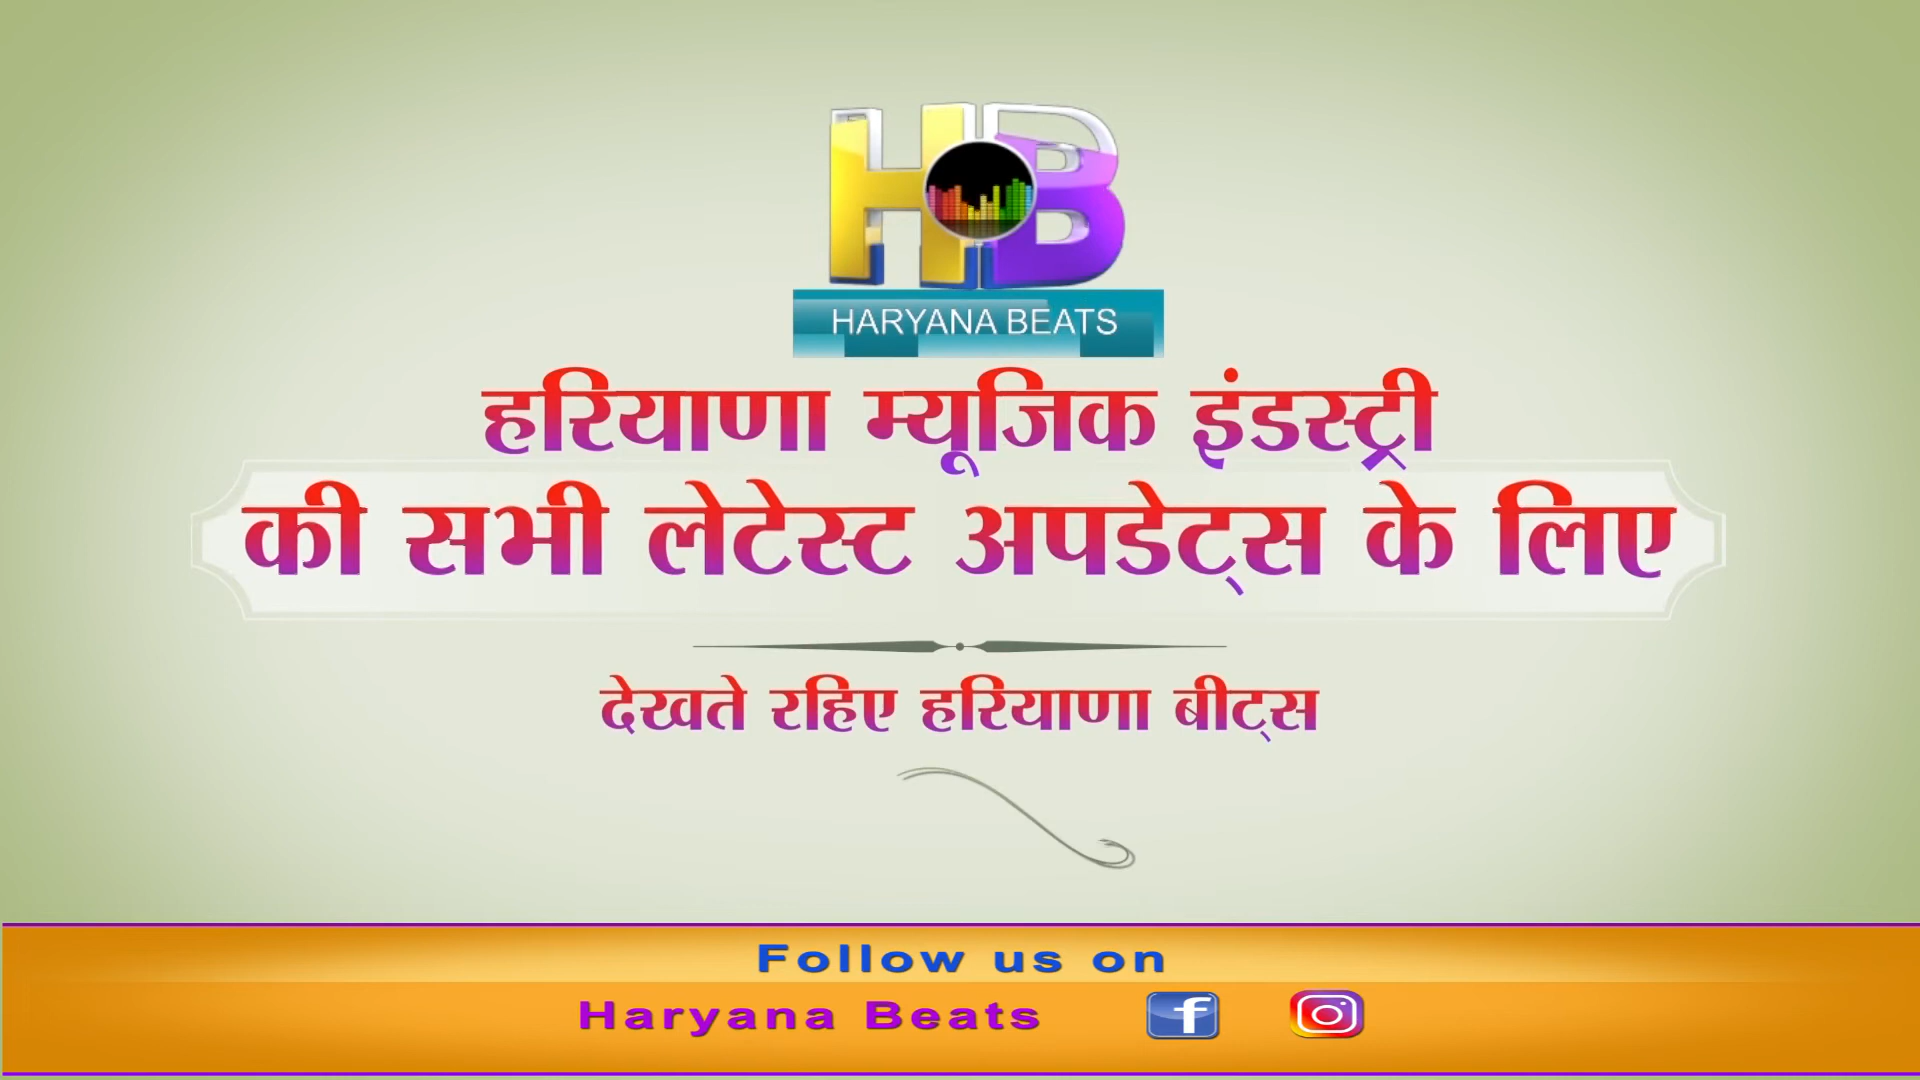 HB
HARYANA BEATS
हरियाणा म्यूजिक इंडस्ट्री
की सभी लेटेस्ट अपडेट्स के लिए
देखते रहिए हरियाणा बीट्स
Follow us on
Haryana Beats